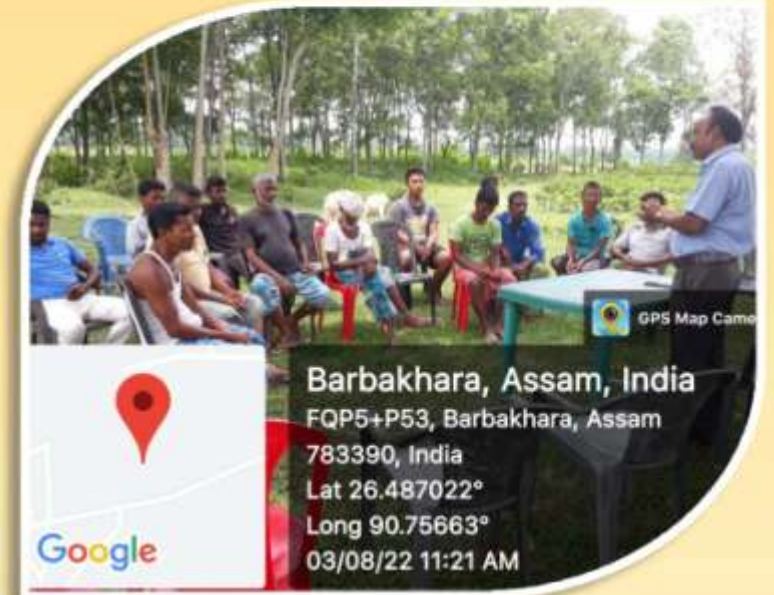 GPS Map Came
Barbakhara, Assam, India
FQP5+P53, Barbakhara, Assam
783390, India
Lat 26.487022°
Long 90.75663°
03/08/22 11:21 AM
Google